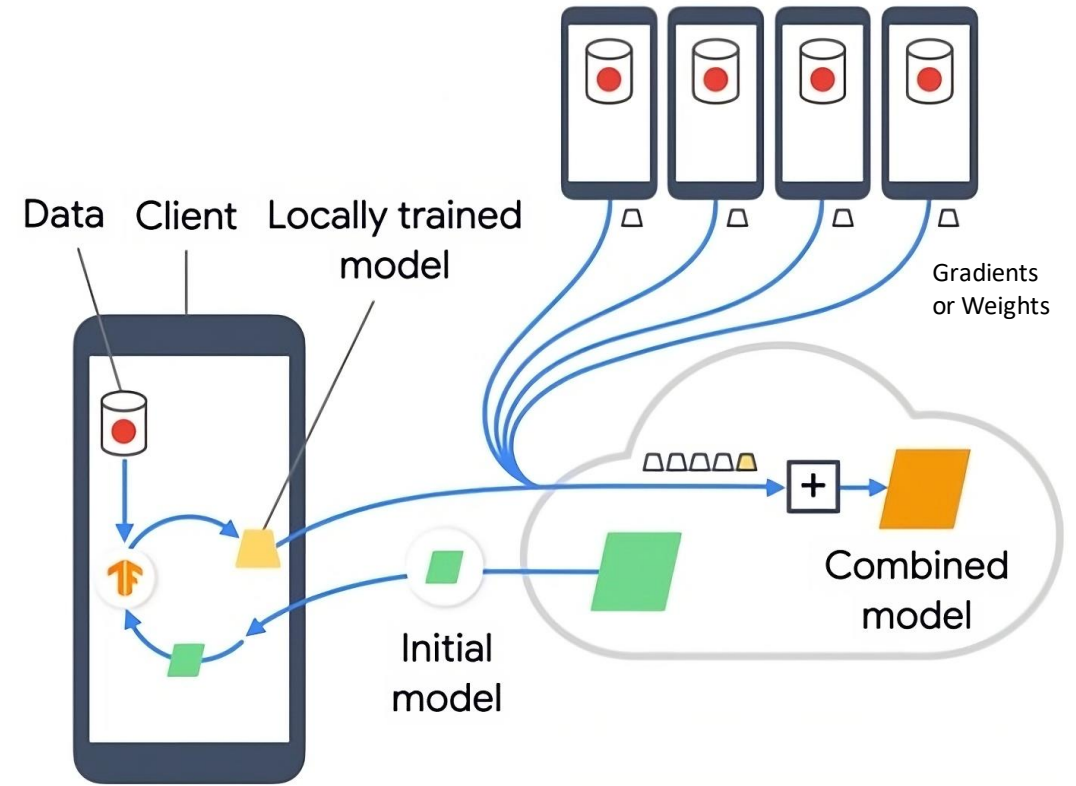 Data
Client
Locally trained
model
Gradients
or Weights
+
Combined
model
Initial
model